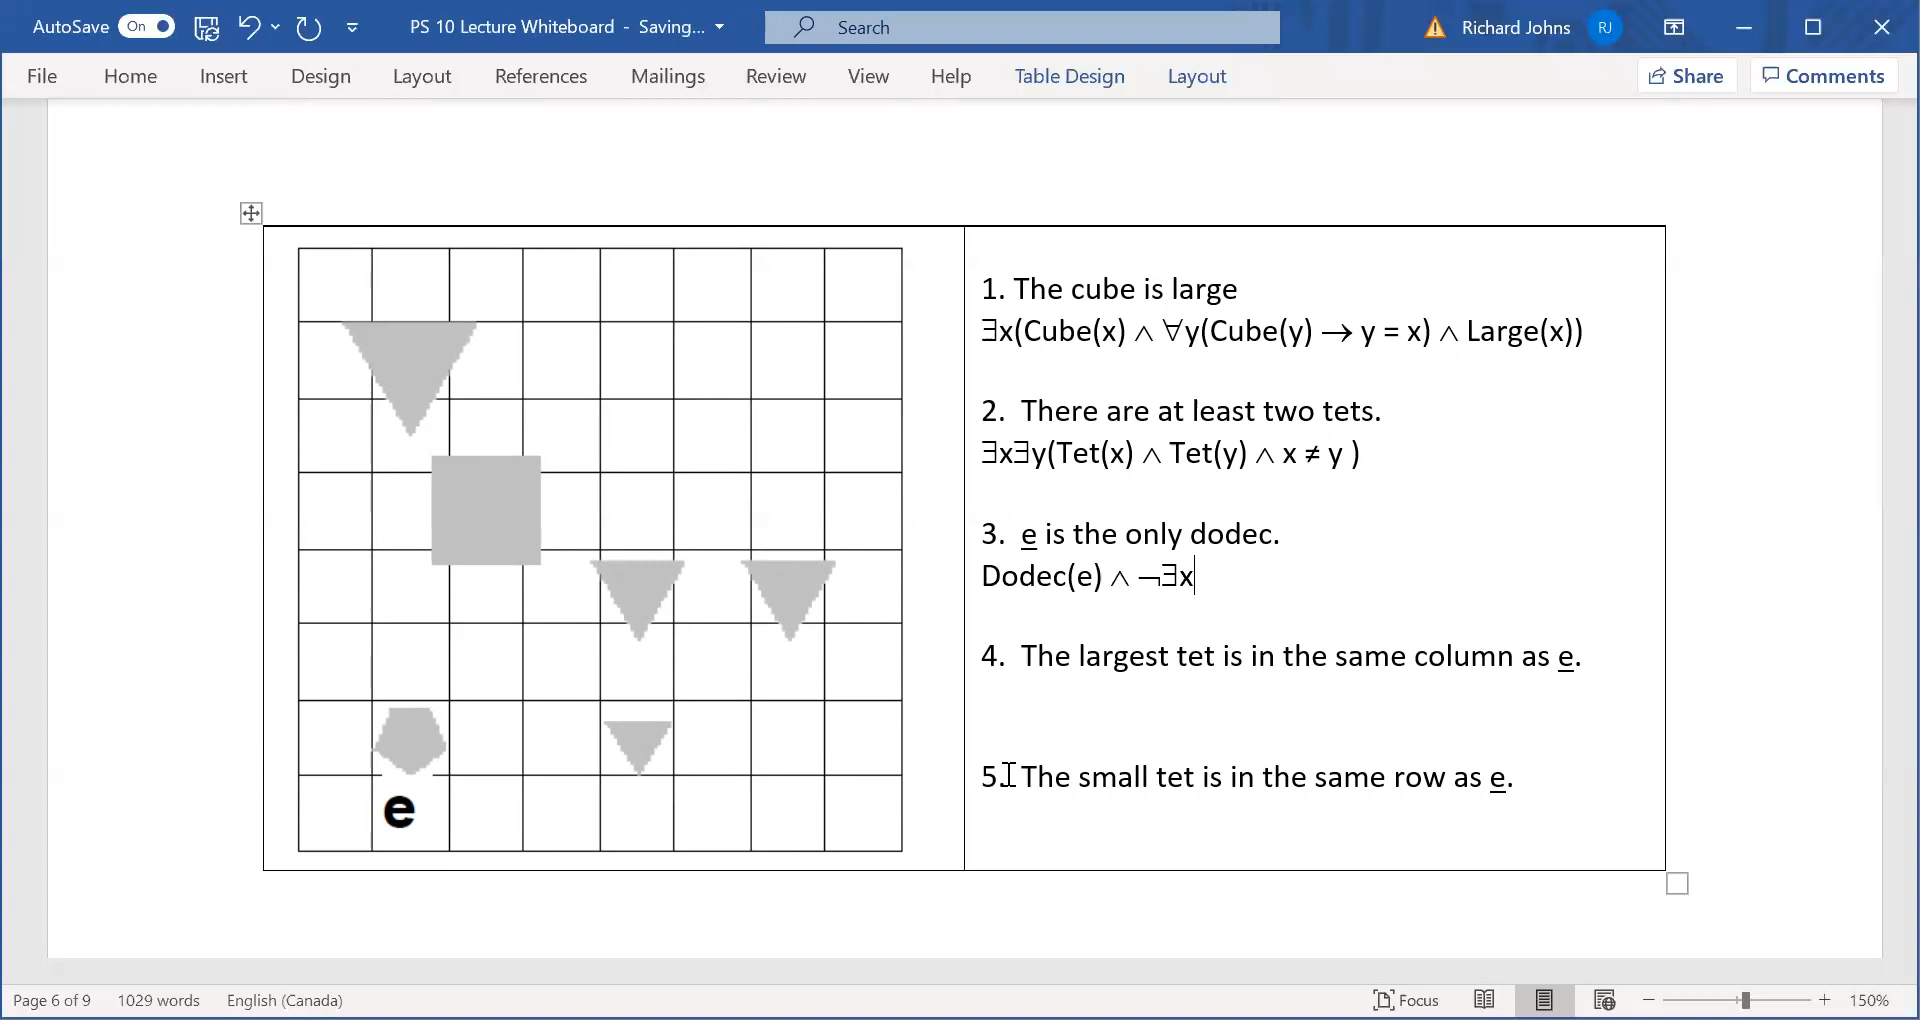 AutoSave On PS 10 Lecture Whiteboard - Saving... Search Richard Johns RJ
File Home Insert Design Layout References Mailings Review View Help Table Design Layout Share Comments
1. The cube is large
∃x(Cube(x) ∧ ∀y(Cube(y) → y = x) ∧ Large(x))
2. There are at least two tets.
∃x∃y(Tet(x) ∧ Tet(y) ∧ x ≠ y )
3. e is the only dodec.
Dodec(e) ∧ ¬∃x
4. The largest tet is in the same column as e.
5. The small tet is in the same row as e.
e
Page 6 of 9 1029 words English (Canada) Focus 150%